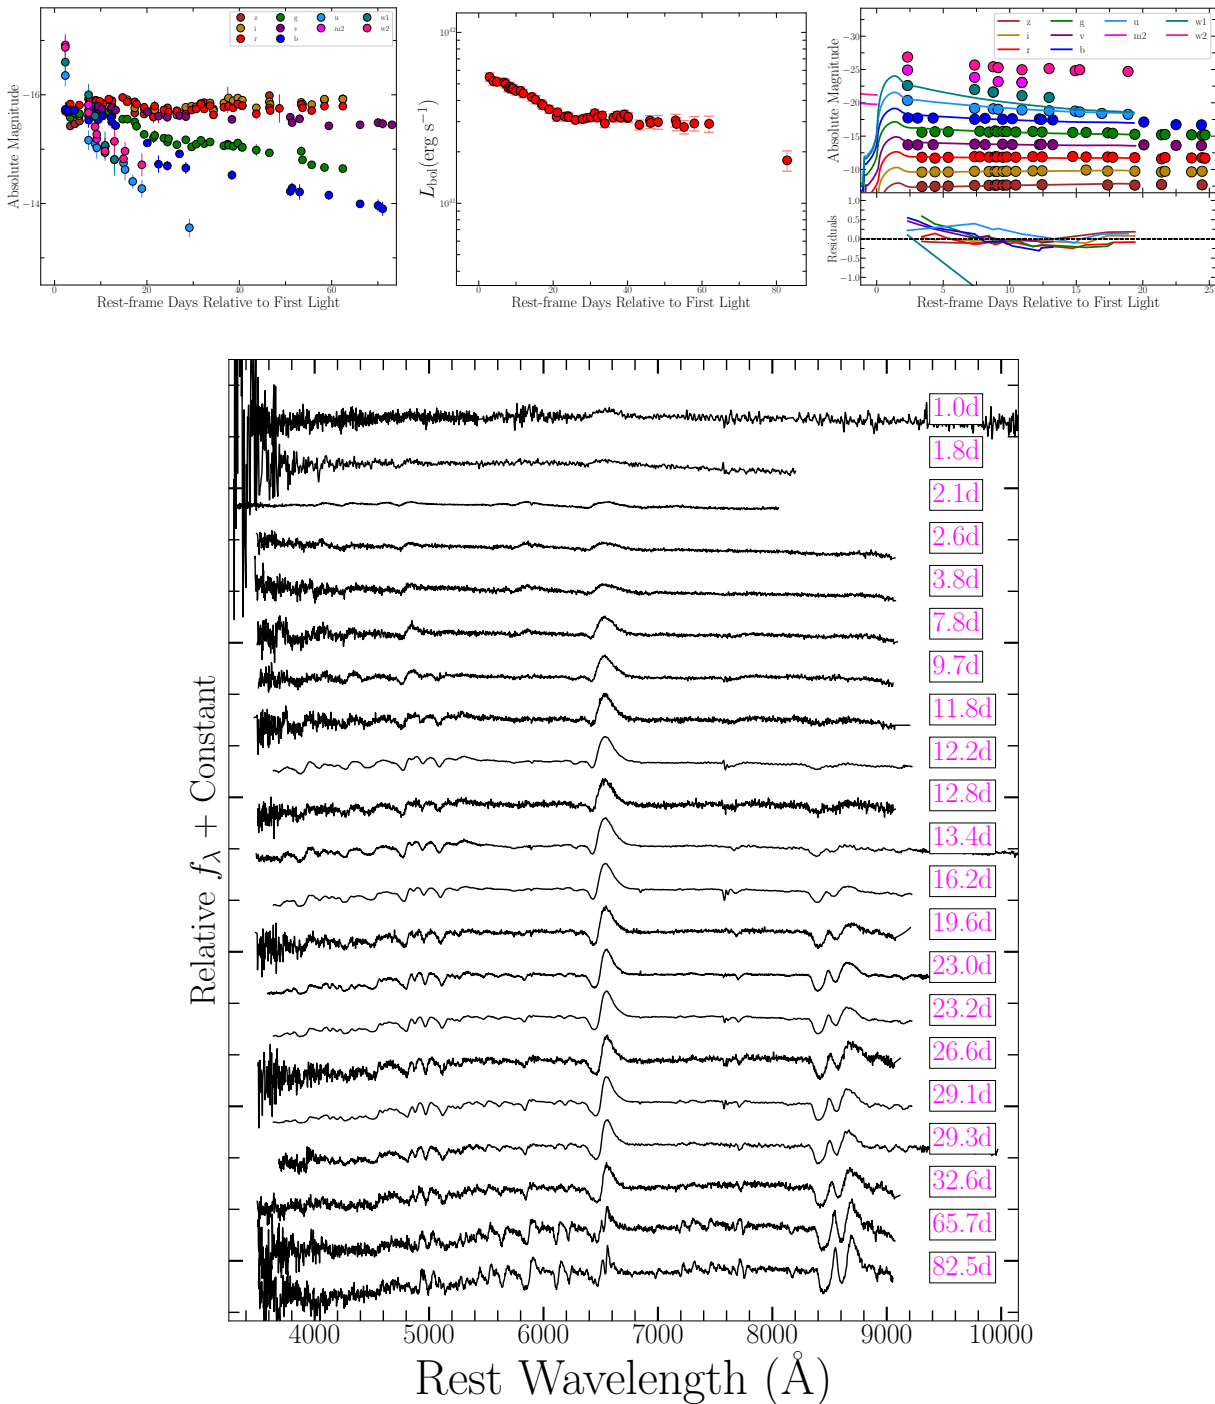 z g u w1
i v m2 w2
r b
−16
−14
Absolute Magnitude
0 20 40 60
Rest-frame Days Relative to First Light
10^42
10^41
L_bol(erg s^−1)
0 20 40 60 80
Rest-frame Days Relative to First Light
z g u w1
i v m2 w2
r b
−30
−25
−20
−15
−10
Absolute Magnitude
1.0
0.5
0.0
−0.5
−1.0
Residuals
0 5 10 15 20 25
Rest-frame Days Relative to First Light
1.0d
1.8d
2.1d
2.6d
3.8d
7.8d
9.7d
11.8d
12.2d
12.8d
13.4d
16.2d
19.6d
23.0d
23.2d
26.6d
29.1d
29.3d
32.6d
65.7d
82.5d
Relative f_λ + Constant
4000 5000 6000 7000 8000 9000 10000
Rest Wavelength (Å)